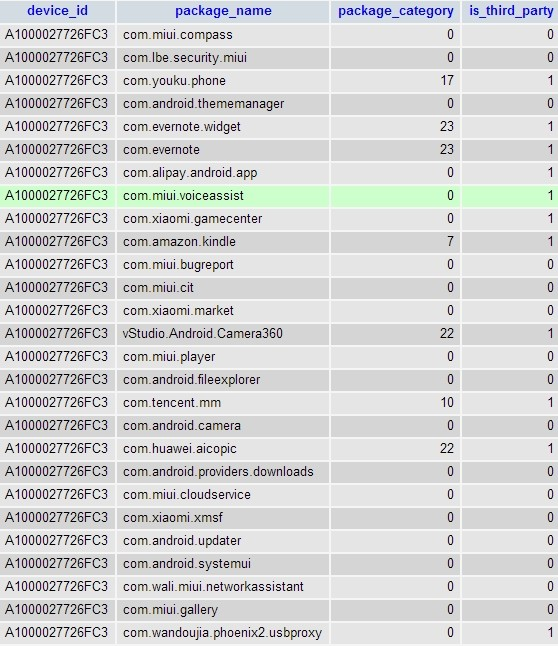 device_id package_name package_category is_third_party
A1000027726FC3 com.miui.compass 0 0
A1000027726FC3 com.lbe.security.miui 0 0
A1000027726FC3 com.youku.phone 17 1
A1000027726FC3 com.android.thememanager 0 0
A1000027726FC3 com.evernote.widget 23 1
A1000027726FC3 com.evernote 23 1
A1000027726FC3 com.alipay.android.app 0 1
A1000027726FC3 com.miui.voiceassist 0 1
A1000027726FC3 com.xiaomi.gamecenter 0 1
A1000027726FC3 com.amazon.kindle 7 1
A1000027726FC3 com.miui.bugreport 0 0
A1000027726FC3 com.miui.cit 0 0
A1000027726FC3 com.xiaomi.market 0 0
A1000027726FC3 vStudio.Android.Camera360 22 1
A1000027726FC3 com.miui.player 0 0
A1000027726FC3 com.android.fileexplorer 0 0
A1000027726FC3 com.tencent.mm 10 1
A1000027726FC3 com.android.camera 0 0
A1000027726FC3 com.huawei.aicopic 22 1
A1000027726FC3 com.android.providers.downloads 0 0
A1000027726FC3 com.miui.cloudservice 0 0
A1000027726FC3 com.xiaomi.xmsf 0 0
A1000027726FC3 com.android.updater 0 0
A1000027726FC3 com.android.systemui 0 0
A1000027726FC3 com.wali.miui.networkassistant 0 0
A1000027726FC3 com.miui.gallery 0 0
A1000027726FC3 com.wandoujia.phoenix2.usbproxy 0 1